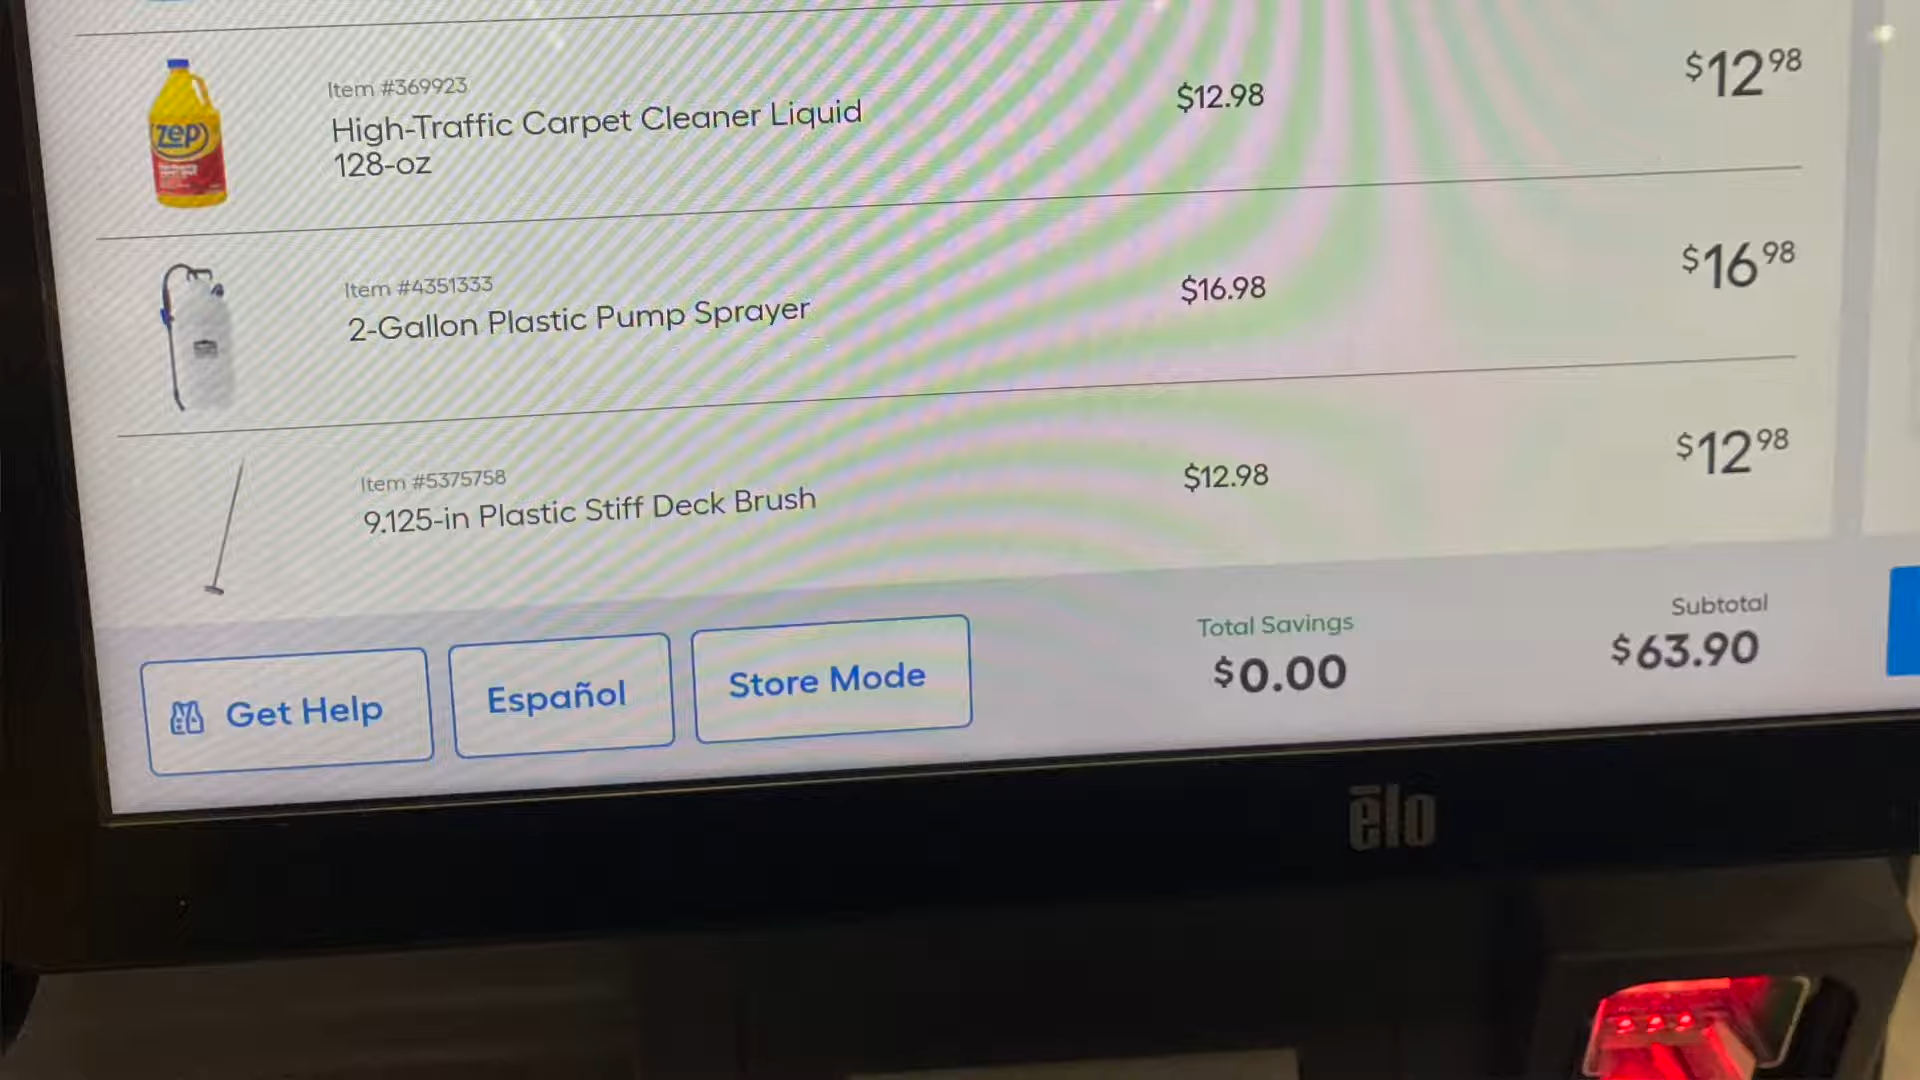 zep
Item #369923
High-Traffic Carpet Cleaner Liquid
128-oz
$12.98
$12 98
Item #4351333
2-Gallon Plastic Pump Sprayer
$16.98
$16 98
Item #5375758
9.125-in Plastic Stiff Deck Brush
$12.98
$12 98
Get Help
Español
Store Mode
Total Savings
$0.00
Subtotal
$63.90
elo